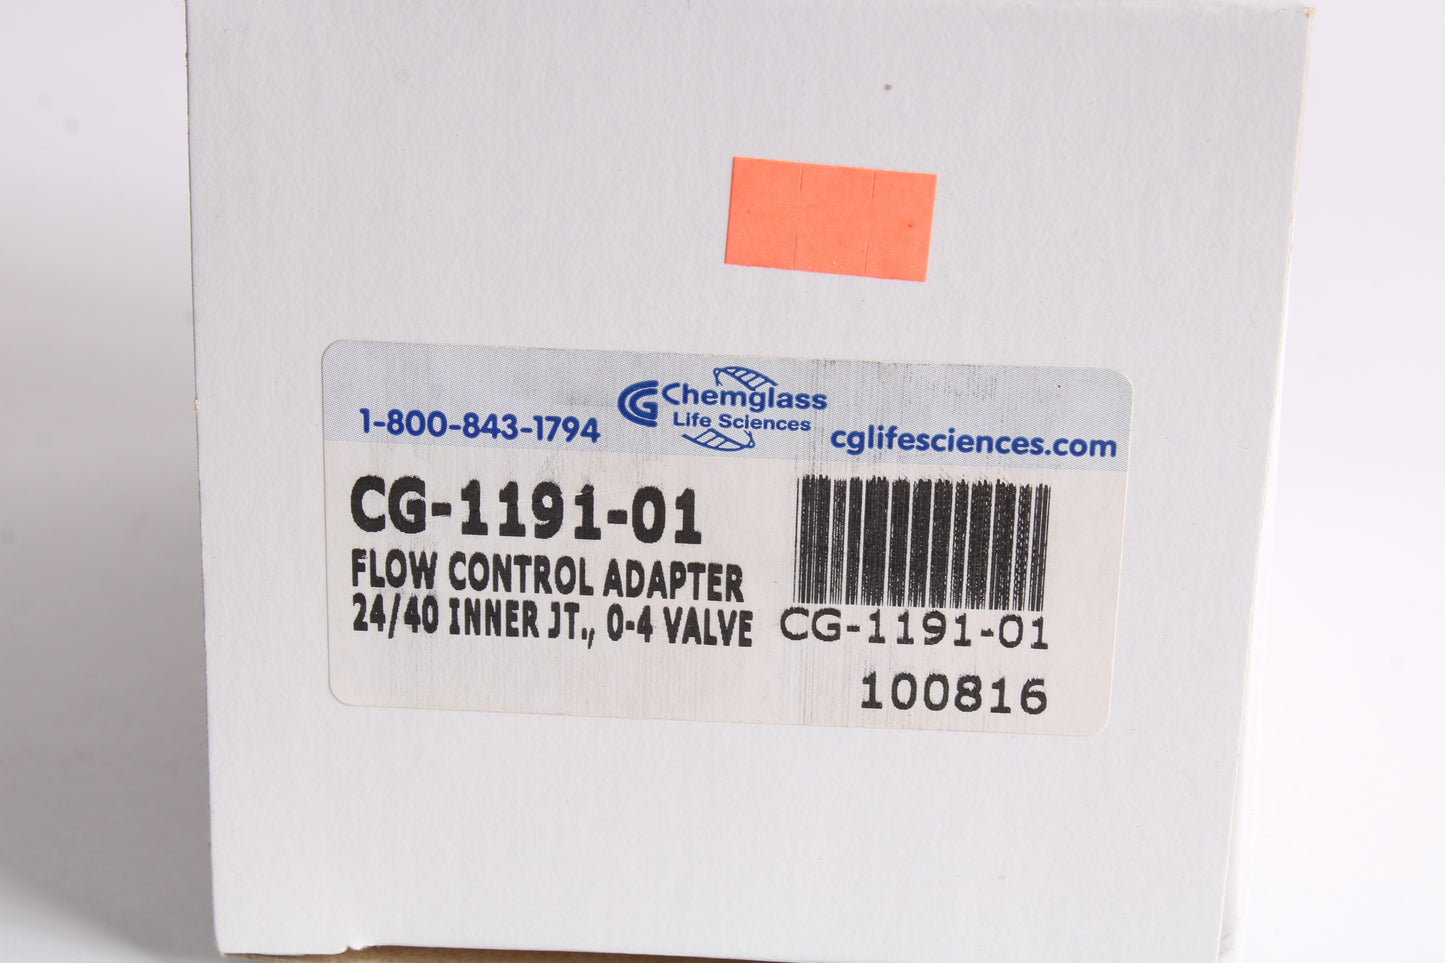 1-800-843-1794
CG Chemglass
Life Sciences
cglifesciences.com
CG-1191-01
FLOW CONTROL ADAPTER
24/40 INNER JT., 0-4 VALVE
CG-1191-01
100816